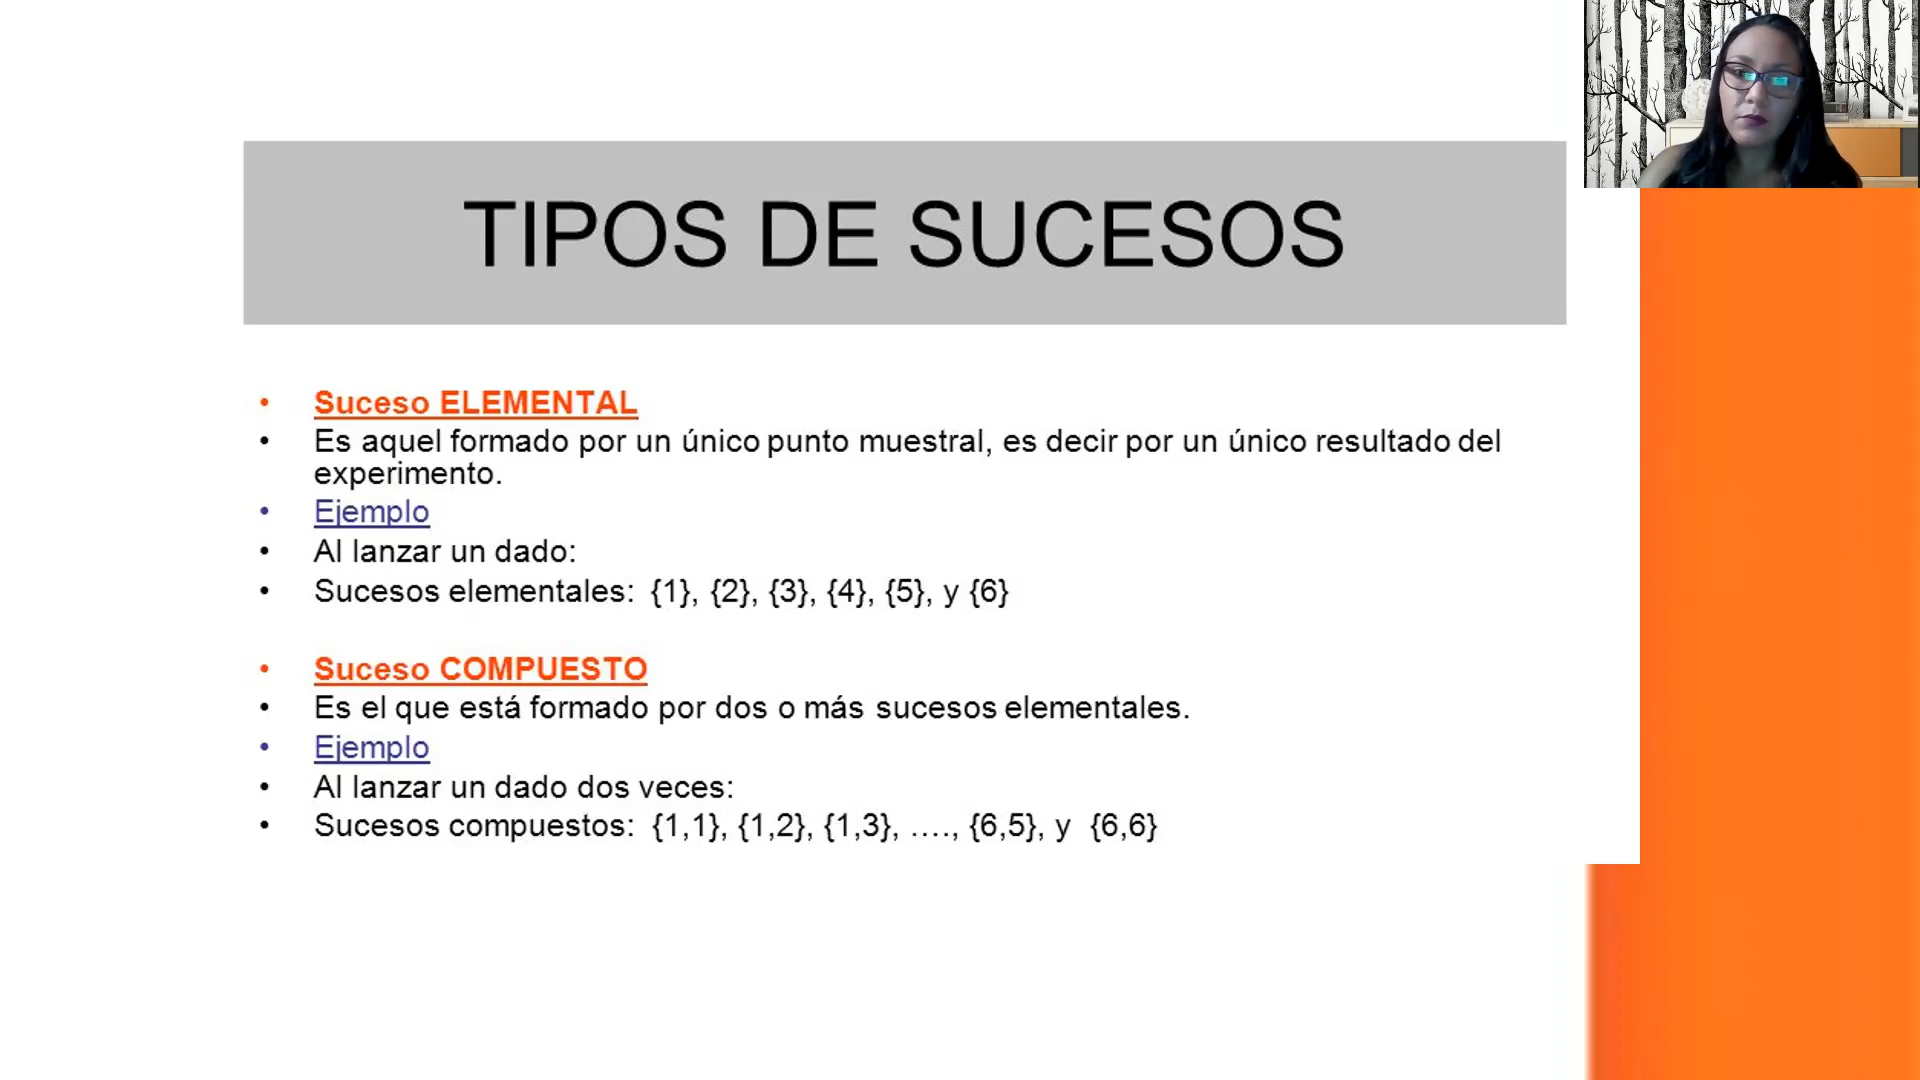 TIPOS DE SUCESOS
• Suceso ELEMENTAL
• Es aquel formado por un único punto muestral, es decir por un único resultado del
experimento.
• Ejemplo
• Al lanzar un dado:
• Sucesos elementales: {1}, {2}, {3}, {4}, {5}, y {6}
• Suceso COMPUESTO
• Es el que está formado por dos o más sucesos elementales.
• Ejemplo
• Al lanzar un dado dos veces:
• Sucesos compuestos: {1,1}, {1,2}, {1,3}, …., {6,5}, y {6,6}